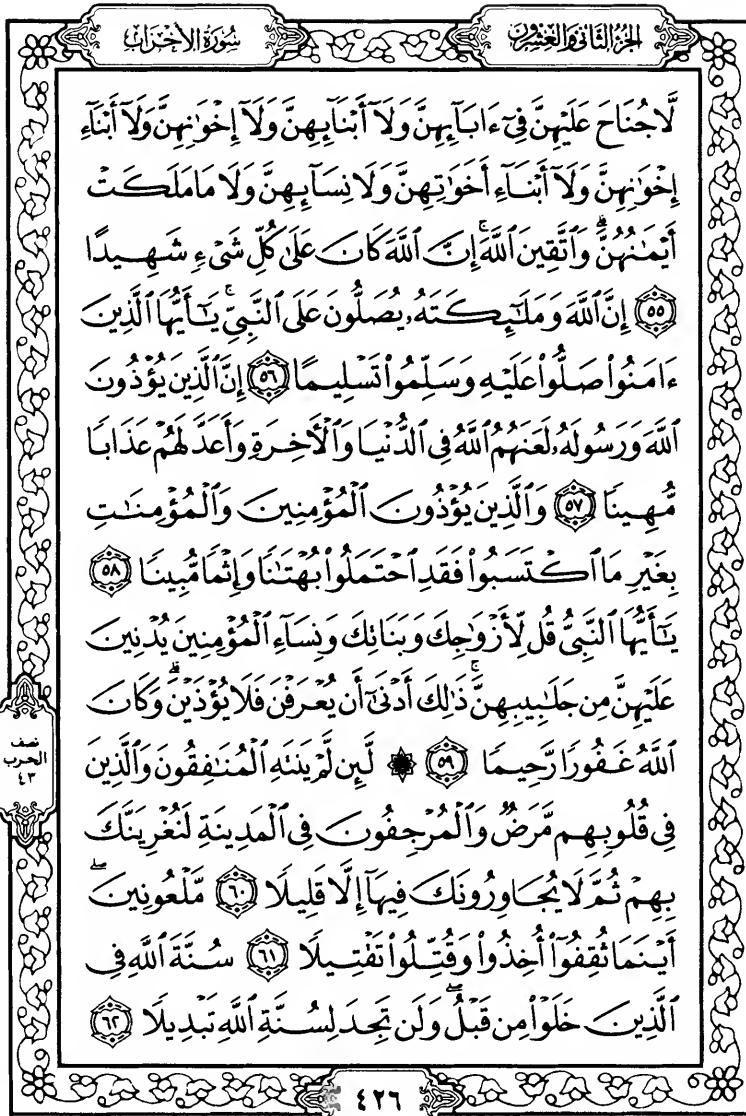 الجزء الثاني والعشرون
سورة الأحزاب
لَّا جُنَاحَ عَلَيْهِنَّ فِىٓ ءَابَآئِهِنَّ وَلَآ أَبْنَآئِهِنَّ وَلَآ إِخْوَٰنِهِنَّ وَلَآ أَبْنَآءِ
إِخْوَٰنِهِنَّ وَلَآ أَبْنَآءِ أَخَوَٰتِهِنَّ وَلَا نِسَآئِهِنَّ وَلَا مَا مَلَكَتْ
أَيْمَٰنُهُنَّۗ وَٱتَّقِينَ ٱللَّهَۚ إِنَّ ٱللَّهَ كَانَ عَلَىٰ كُلِّ شَىْءٍ شَهِيدًا
٥٥ إِنَّ ٱللَّهَ وَمَلَٰٓئِكَتَهُۥ يُصَلُّونَ عَلَى ٱلنَّبِىِّۚ يَٰٓأَيُّهَا ٱلَّذِينَ
ءَامَنُوا۟ صَلُّوا۟ عَلَيْهِ وَسَلِّمُوا۟ تَسْلِيمًا ٥٦ إِنَّ ٱلَّذِينَ يُؤْذُونَ
ٱللَّهَ وَرَسُولَهُۥ لَعَنَهُمُ ٱللَّهُ فِى ٱلدُّنْيَا وَٱلْءَاخِرَةِ وَأَعَدَّ لَهُمْ عَذَابًا
مُّهِينًا ٥٧ وَٱلَّذِينَ يُؤْذُونَ ٱلْمُؤْمِنِينَ وَٱلْمُؤْمِنَٰتِ
بِغَيْرِ مَا ٱكْتَسَبُوا۟ فَقَدِ ٱحْتَمَلُوا۟ بُهْتَٰنًا وَإِثْمًا مُّبِينًا ٥٨
يَٰٓأَيُّهَا ٱلنَّبِىُّ قُل لِّأَزْوَٰجِكَ وَبَنَاتِكَ وَنِسَآءِ ٱلْمُؤْمِنِينَ يُدْنِينَ
عَلَيْهِنَّ مِن جَلَٰبِيبِهِنَّۚ ذَٰلِكَ أَدْنَىٰٓ أَن يُعْرَفْنَ فَلَا يُؤْذَيْنَۗ وَكَانَ
ٱللَّهُ غَفُورًا رَّحِيمًا ٥٩ ۞ لَّئِن لَّمْ يَنتَهِ ٱلْمُنَٰفِقُونَ وَٱلَّذِينَ
فِى قُلُوبِهِم مَّرَضٌ وَٱلْمُرْجِفُونَ فِى ٱلْمَدِينَةِ لَنُغْرِيَنَّكَ
بِهِمْ ثُمَّ لَا يُجَاوِرُونَكَ فِيهَآ إِلَّا قَلِيلًا ٦٠ مَّلْعُونِينَۖ
أَيْنَمَا ثُقِفُوٓا۟ أُخِذُوا۟ وَقُتِّلُوا۟ تَقْتِيلًا ٦١ سُنَّةَ ٱللَّهِ فِى
ٱلَّذِينَ خَلَوْا۟ مِن قَبْلُۖ وَلَن تَجِدَ لِسُنَّةِ ٱللَّهِ تَبْدِيلًا ٦٢
نصف
الحزب
٤٣
٤٢٦